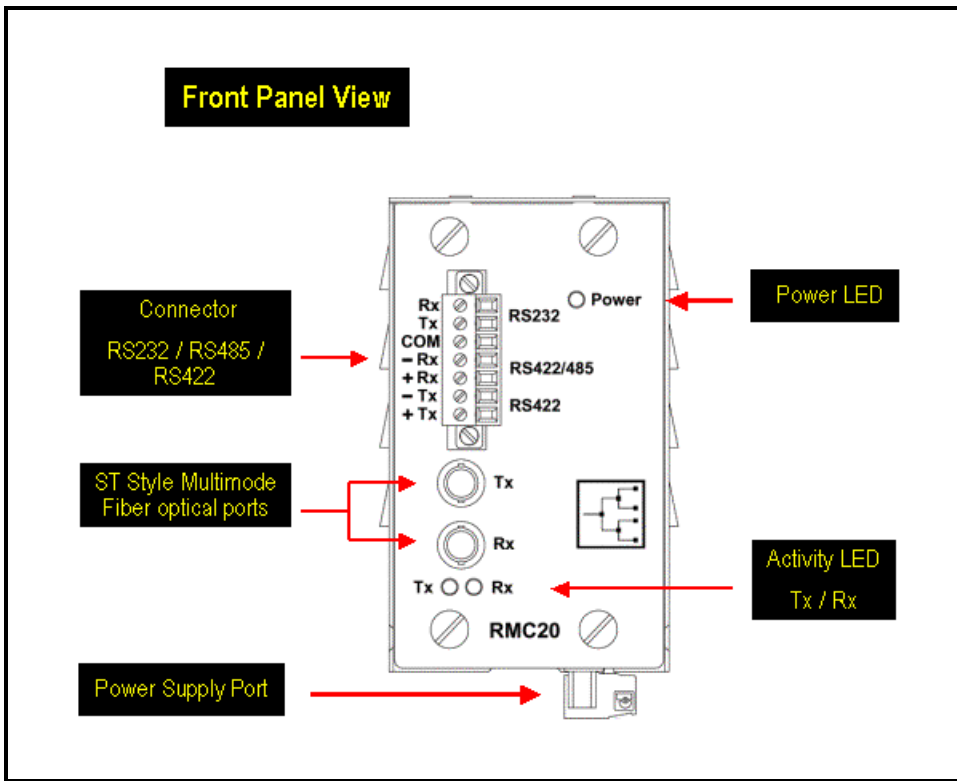 Front Panel View
Connector
RS232 / RS485 /
RS422
Rx
Tx
COM
– Rx
+ Rx
– Tx
+ Tx
RS232
RS422/485
RS422
Power
Power LED
ST Style Multimode
Fiber optical ports
Tx
Rx
Tx Rx
Activity LED
Tx / Rx
RMC20
Power Supply Port